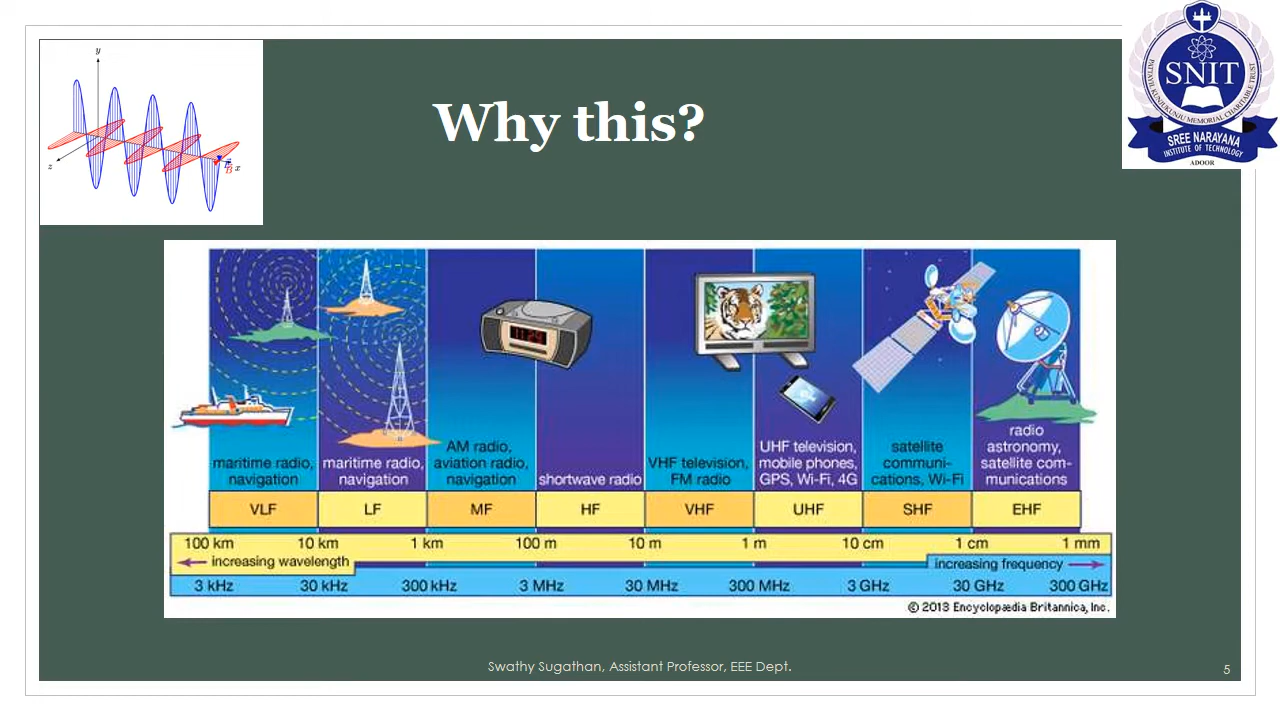 y
z
x
B
Why this?
PATTAYIL KUNJUKUNJU MEMORIAL CHARITABLE TRUST
SNIT
SREE NARAYANA
INSTITUTE OF TECHNOLOGY
ADOOR
maritime radio,
navigation
maritime radio,
navigation
AM radio,
aviation radio,
navigation
shortwave radio
VHF television,
FM radio
UHF television,
mobile phones,
GPS, Wi-Fi, 4G
satellite
communi-
cations, Wi-Fi
radio
astronomy,
satellite com-
munications
VLF LF MF HF VHF UHF SHF EHF
100 km 10 km 1 km 100 m 10 m 1 m 10 cm 1 cm 1 mm
increasing wavelength
increasing frequency
3 kHz 30 kHz 300 kHz 3 MHz 30 MHz 300 MHz 3 GHz 30 GHz 300 GHz
© 2013 Encyclopædia Britannica, Inc.
Swathy Sugathan, Assistant Professor, EEE Dept.
5